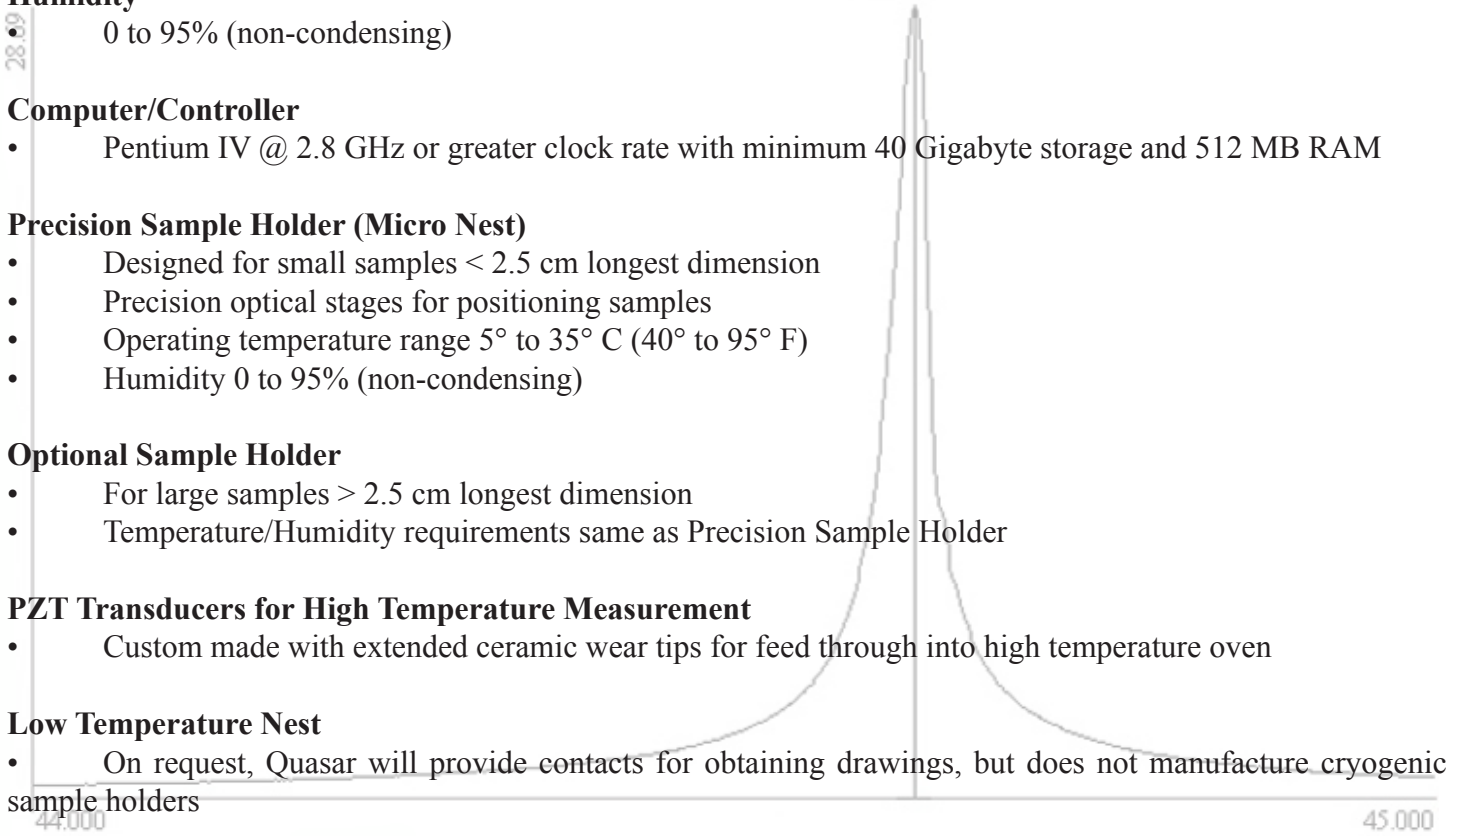 Humidity
• 0 to 95% (non-condensing)
28.69
Computer/Controller
• Pentium IV @ 2.8 GHz or greater clock rate with minimum 40 Gigabyte storage and 512 MB RAM
Precision Sample Holder (Micro Nest)
• Designed for small samples < 2.5 cm longest dimension
• Precision optical stages for positioning samples
• Operating temperature range 5° to 35° C (40° to 95° F)
• Humidity 0 to 95% (non-condensing)
Optional Sample Holder
• For large samples > 2.5 cm longest dimension
• Temperature/Humidity requirements same as Precision Sample Holder
PZT Transducers for High Temperature Measurement
• Custom made with extended ceramic wear tips for feed through into high temperature oven
Low Temperature Nest
• On request, Quasar will provide contacts for obtaining drawings, but does not manufacture cryogenic
sample holders
44.000
45.000